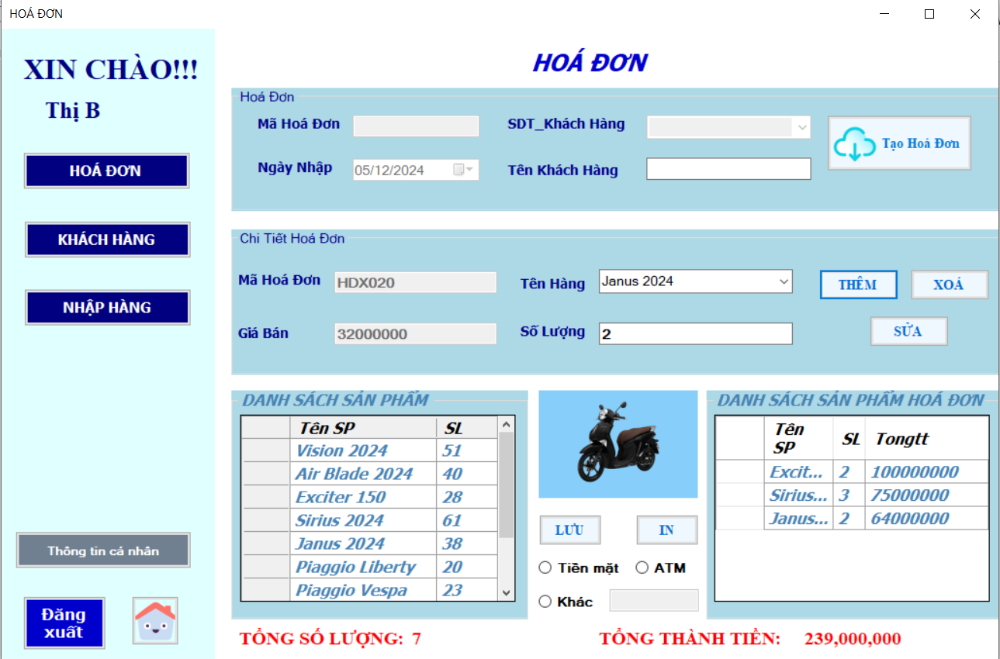 HOÁ ĐƠN
XIN CHÀO!!!
Thị B
HOÁ ĐƠN
KHÁCH HÀNG
NHẬP HÀNG
Thông tin cá nhân
Đăng
xuất
HOÁ ĐƠN
Hoá Đơn
Mã Hoá Đơn
SDT_Khách Hàng
Tạo Hoá Đơn
Ngày Nhập 05/12/2024
Tên Khách Hàng
Chi Tiết Hoá Đơn
Mã Hoá Đơn HDX020
Tên Hàng Janus 2024
THÊM
XOÁ
Giá Bán 32000000
Số Lượng 2
SỬA
DANH SÁCH SẢN PHẨM
Tên SP SL
Vision 2024 51
Air Blade 2024 40
Exciter 150 28
Sirius 2024 61
Janus 2024 38
Piaggio Liberty 20
Piaggio Vespa 23
LƯU
IN
Tiền mặt
ATM
Khác
DANH SÁCH SẢN PHẨM HOÁ ĐƠN
Tên
SP SL Tongtt
Excit... 2 100000000
Sirius... 3 75000000
Janus... 2 64000000
TỔNG SỐ LƯỢNG: 7
TỔNG THÀNH TIỀN: 239,000,000